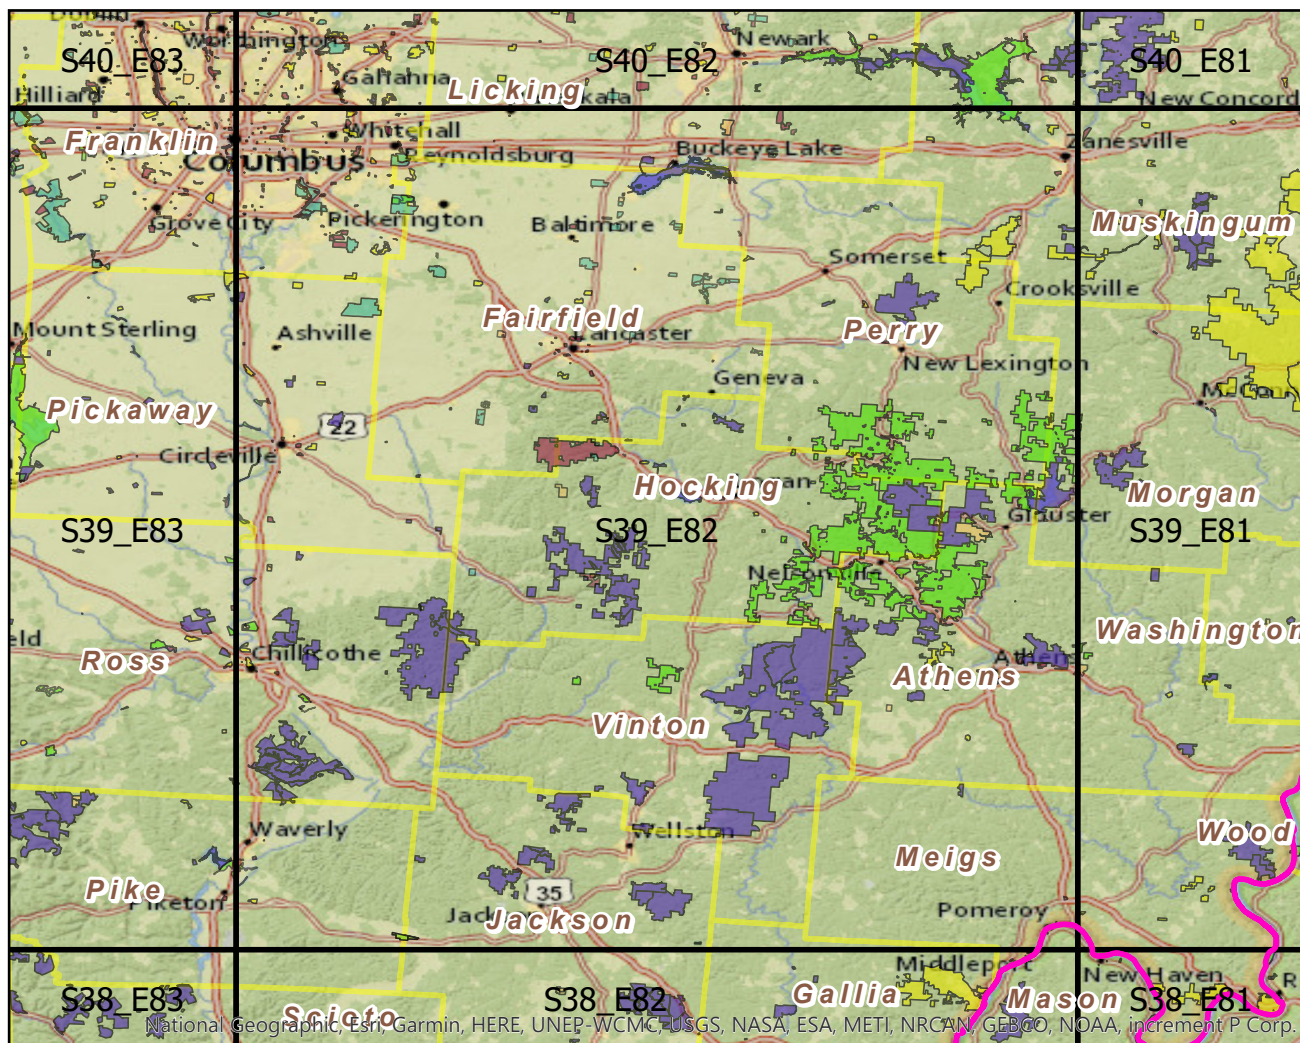 Dublin
Worthington
Newark
S40_E83
S40_E82
S40_E81
Gahanna
Hilliard
Licking
New Concord
Whitehall
Franklin
Zanesville
Columbus
Reynoldsburg
Buckeye Lake
Grove City
Pickerington
Baltimore
Muskingum
Somerset
Crooksville
Mount Sterling
Ashville
Fairfield
Lancaster
Perry
New Lexington
Geneva
Pickaway
22
Circleville
Hocking
Morgan
Glouster
S39_E83
S39_E82
S39_E81
Nelsonville
Washington
Ross
Chillicothe
Athens
Athens
Vinton
Waverly
Wellston
Wood
Meigs
Pike
Piketon
35
Jackson
Pomeroy
Middleport
New Haven
Gallia
Mason
S38_E83
S38_E82
S38_E81
Scioto
National Geographic, Esri, Garmin, HERE, UNEP-WCMC, USGS, NASA, ESA, METI, NRCAN, GEBCO, NOAA, increment P Corp.